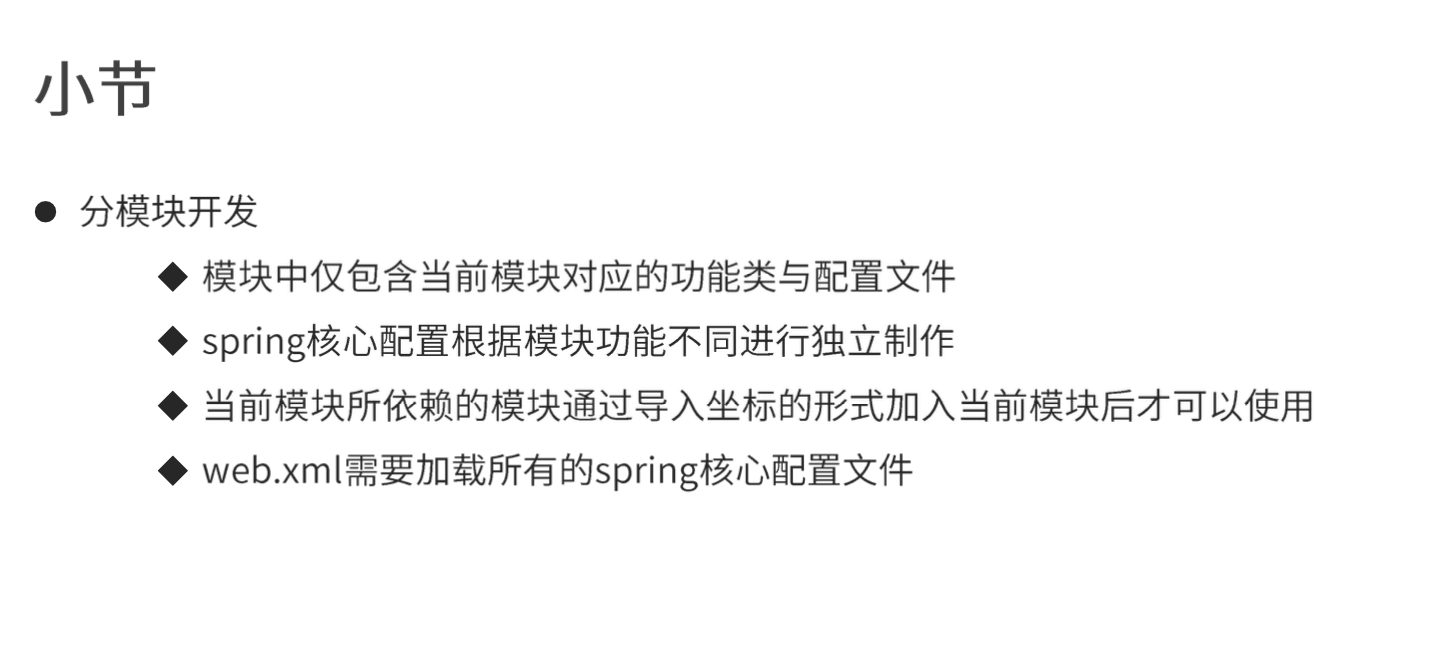 小节
分模块开发
模块中仅包含当前模块对应的功能类与配置文件
spring核心配置根据模块功能不同进行独立制作
当前模块所依赖的模块通过导入坐标的形式加入当前模块后才可以使用
web.xml需要加载所有的spring核心配置文件